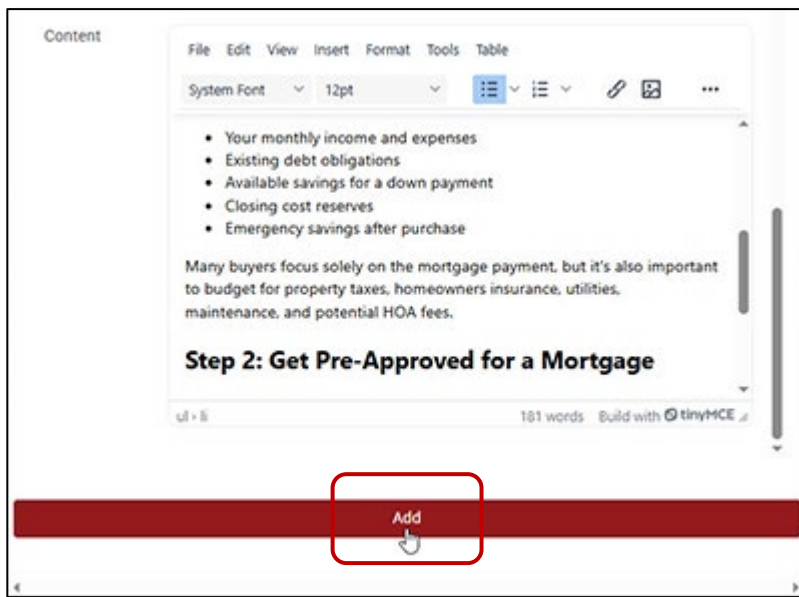 Content
File Edit View Insert Format Tools Table
System Font 12pt
• Your monthly income and expenses
• Existing debt obligations
• Available savings for a down payment
• Closing cost reserves
• Emergency savings after purchase
Many buyers focus solely on the mortgage payment, but it's also important
to budget for property taxes, homeowners insurance, utilities,
maintenance, and potential HOA fees.
Step 2: Get Pre-Approved for a Mortgage
ul › li 181 words Build with tinyMCE
Add